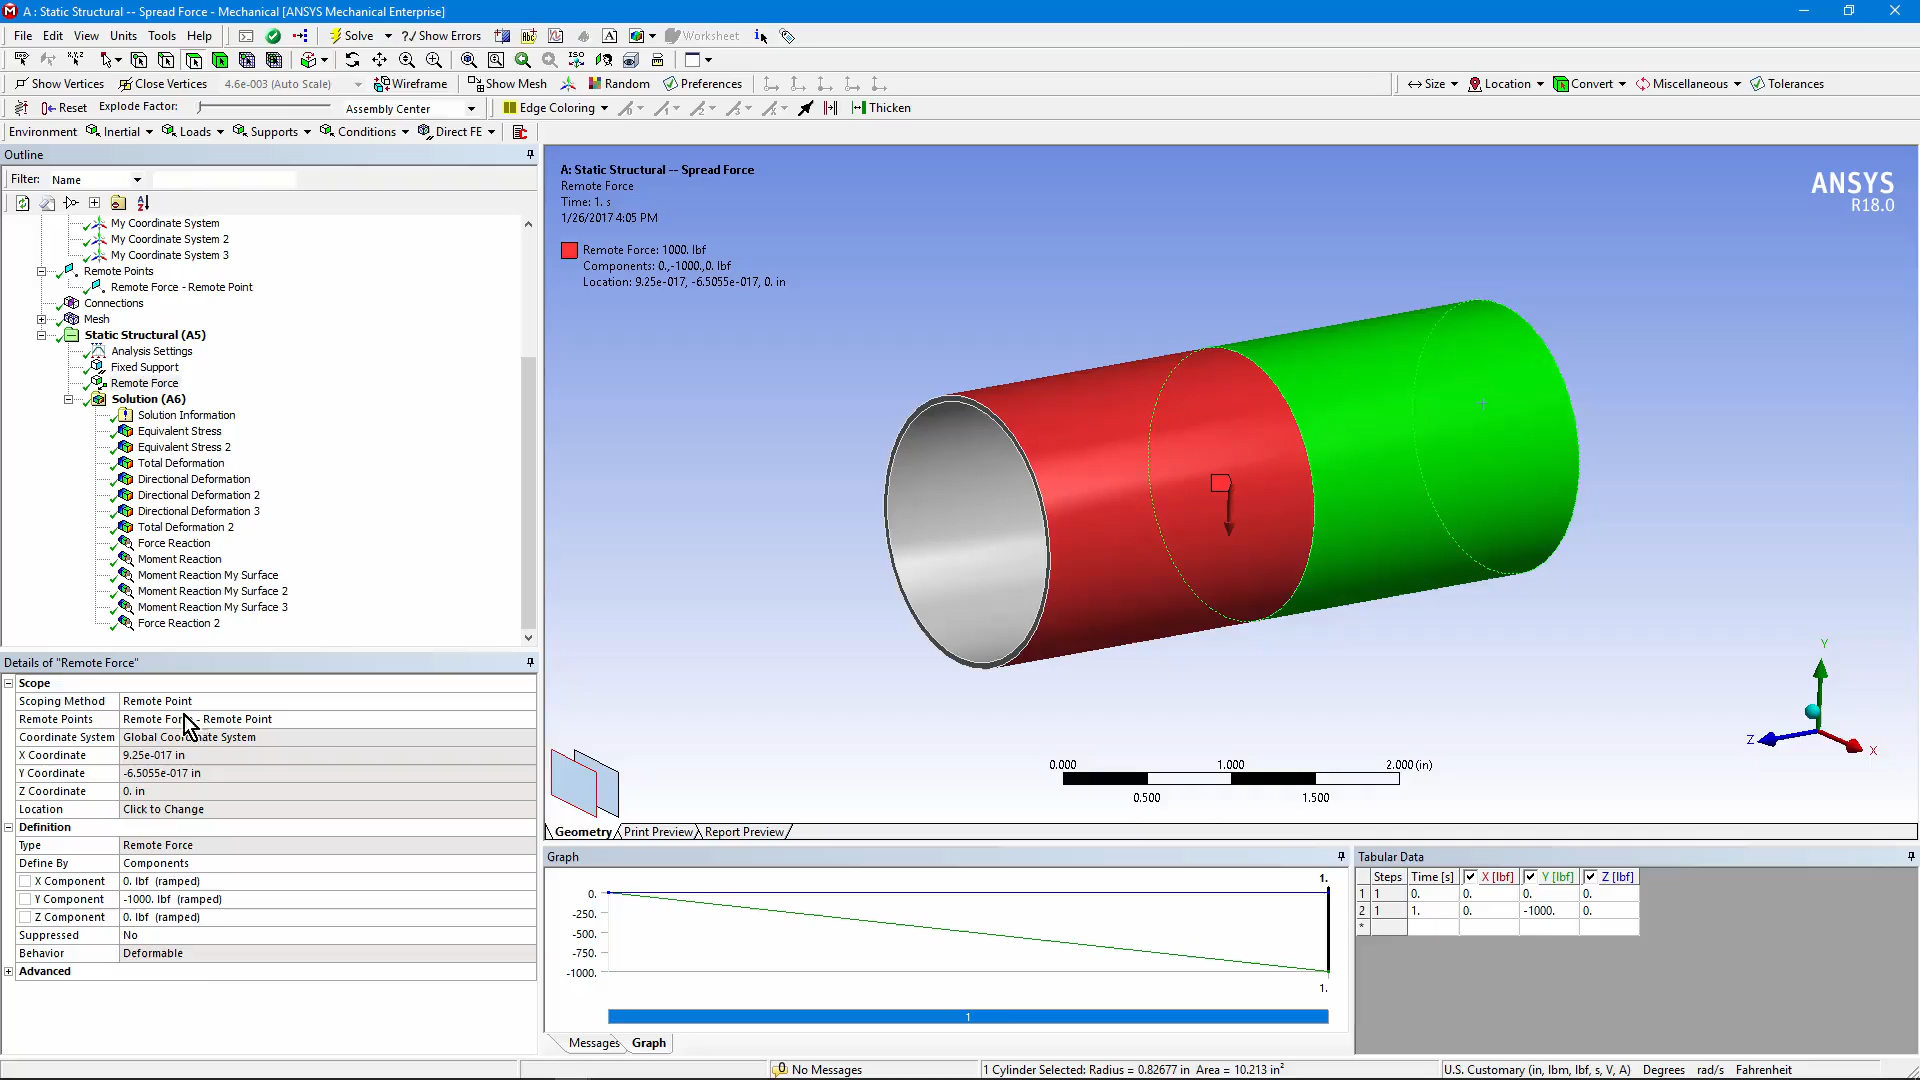 A : Static Structural -- Spread Force - Mechanical [ANSYS Mechanical Enterprise]
File Edit View Units Tools Help Solve ?/ Show Errors Worksheet
Show Vertices Close Vertices 4.6e-003 (Auto Scale) Wireframe Show Mesh Random Preferences Size Location Convert Miscellaneous Tolerances
Reset Explode Factor: Assembly Center Edge Coloring Thicken
Environment Inertial Loads Supports Conditions Direct FE
Outline
Filter: Name
My Coordinate System
My Coordinate System 2
My Coordinate System 3
Remote Points
Remote Force - Remote Point
Connections
Mesh
Static Structural (A5)
Analysis Settings
Fixed Support
Remote Force
Solution (A6)
Solution Information
Equivalent Stress
Equivalent Stress 2
Total Deformation
Directional Deformation
Directional Deformation 2
Directional Deformation 3
Total Deformation 2
Force Reaction
Moment Reaction
Moment Reaction My Surface
Moment Reaction My Surface 2
Moment Reaction My Surface 3
Force Reaction 2
Details of "Remote Force"
Scope
Scoping Method Remote Point
Remote Points Remote Force - Remote Point
Coordinate System Global Coordinate System
X Coordinate 9.25e-017 in
Y Coordinate -6.5055e-017 in
Z Coordinate 0. in
Location Click to Change
Definition
Type Remote Force
Define By Components
X Component 0. lbf (ramped)
Y Component -1000. lbf (ramped)
Z Component 0. lbf (ramped)
Suppressed No
Behavior Deformable
Advanced
A: Static Structural -- Spread Force
Remote Force
Time: 1. s
1/26/2017 4:05 PM
Remote Force: 1000. lbf
Components: 0.,-1000.,0. lbf
Location: 9.25e-017, -6.5055e-017, 0. in
ANSYS
R18.0
Y
Z
X
0.000 1.000 2.000 (in)
0.500 1.500
Geometry Print Preview Report Preview
Graph
1.
0.
-250.
-500.
-750.
-1000.
1.
1
Messages Graph
Tabular Data
Steps Time [s] X [lbf] Y [lbf] Z [lbf]
1 1 0. 0. 0. 0.
2 1 1. 0. -1000. 0.
*
0 No Messages 1 Cylinder Selected: Radius = 0.82677 in Area = 10.213 in² U.S. Customary (in, lbm, lbf, s, V, A) Degrees rad/s Fahrenheit